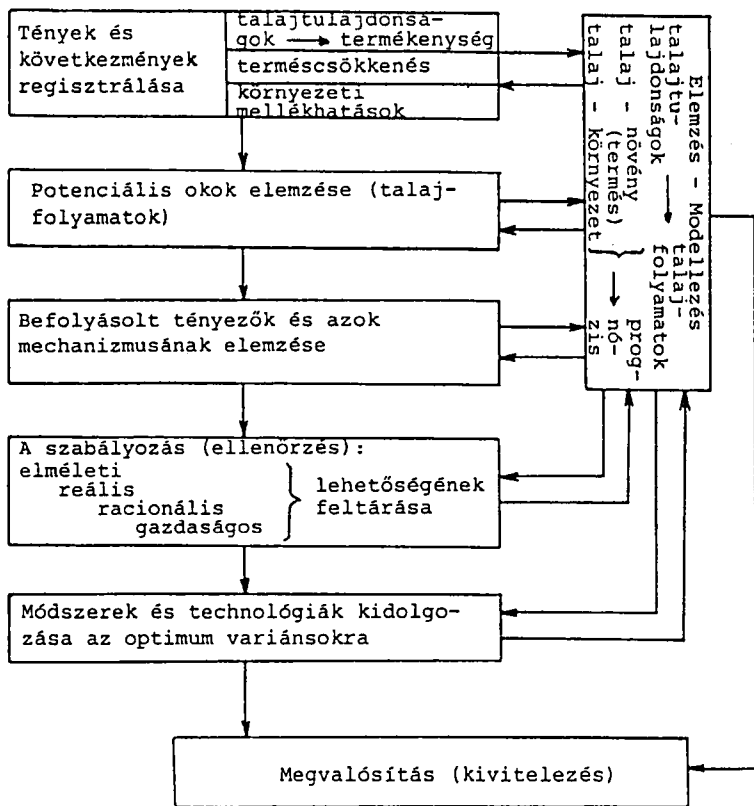 Tények és
következmények
regisztrálása
talajtulajdonsá-
gok → termékenység
terméscsökkenés
környezeti
mellékhatások
Potenciális okok elemzése (talaj-
folyamatok)
Befolyásolt tényezők és azok
mechanizmusának elemzése
A szabályozás (ellenőrzés):
elméleti
reális
racionális
gazdaságos
lehetőségének
feltárása
Módszerek és technológiák kidolgo-
zása az optimum variánsokra
Megvalósítás (kivitelezés)
Elemzés - Modellezés
talajtu-
lajdonságok → talaj-
folyamatok
talaj - növény
(termés)
talaj - környezet
→ prog-
nó-
zis